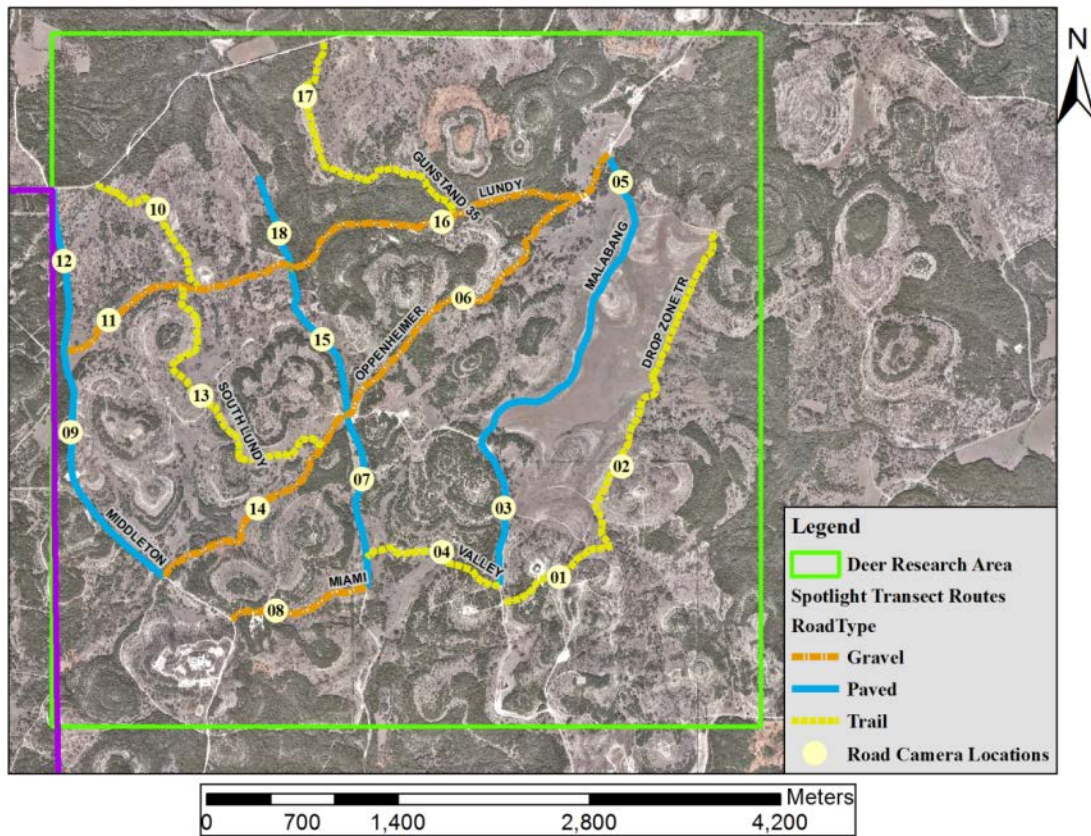 N
17
GUNSTAND 35
LUNDY
05
10
16
18
12
MALABANG
06
11
OPPENHEIMER
15
DROP ZONE TR
13
SOUTH LUNDY
09
02
07
14
03
MIDDLETON
04
VALLEY
01
MIAMI
08
Legend
Deer Research Area
Spotlight Transect Routes
RoadType
Gravel
Paved
Trail
Road Camera Locations
Meters
0 700 1,400 2,800 4,200